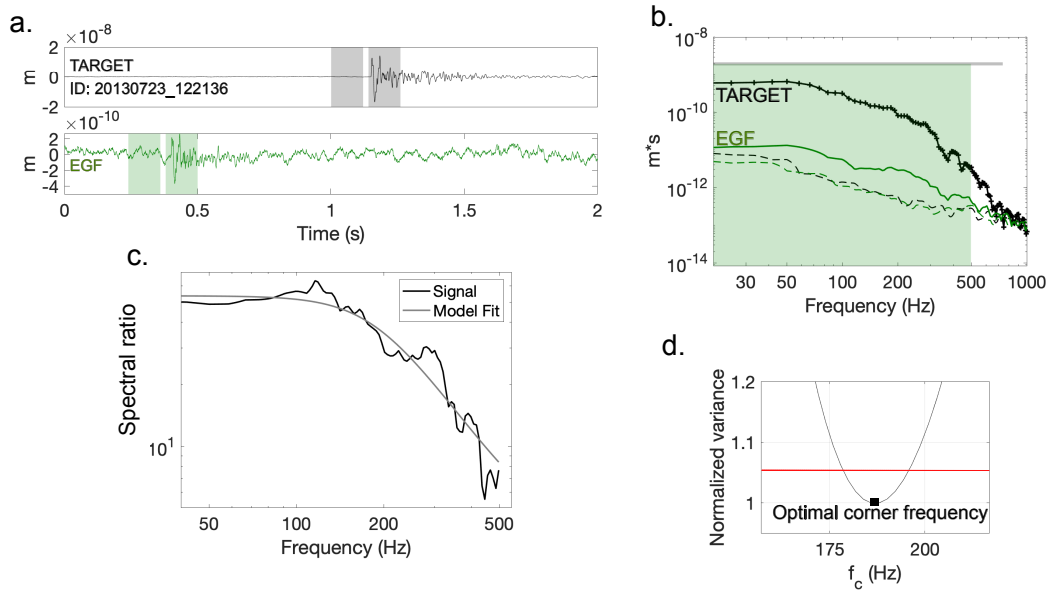 a.
×10⁻⁸
2
0
-2
m
TARGET
ID: 20130723_122136
×10⁻¹⁰
2
0
-2
-4
m
EGF
0
0.5
1
1.5
2
Time (s)
b.
10⁻⁸
10⁻¹⁰
10⁻¹²
10⁻¹⁴
m*s
TARGET
EGF
30
50
100
200
500
1000
Frequency (Hz)
c.
Signal
Model Fit
Spectral ratio
10¹
50
100
200
500
Frequency (Hz)
d.
1.2
1.1
1
Normalized variance
Optimal corner frequency
175
200
f_c (Hz)